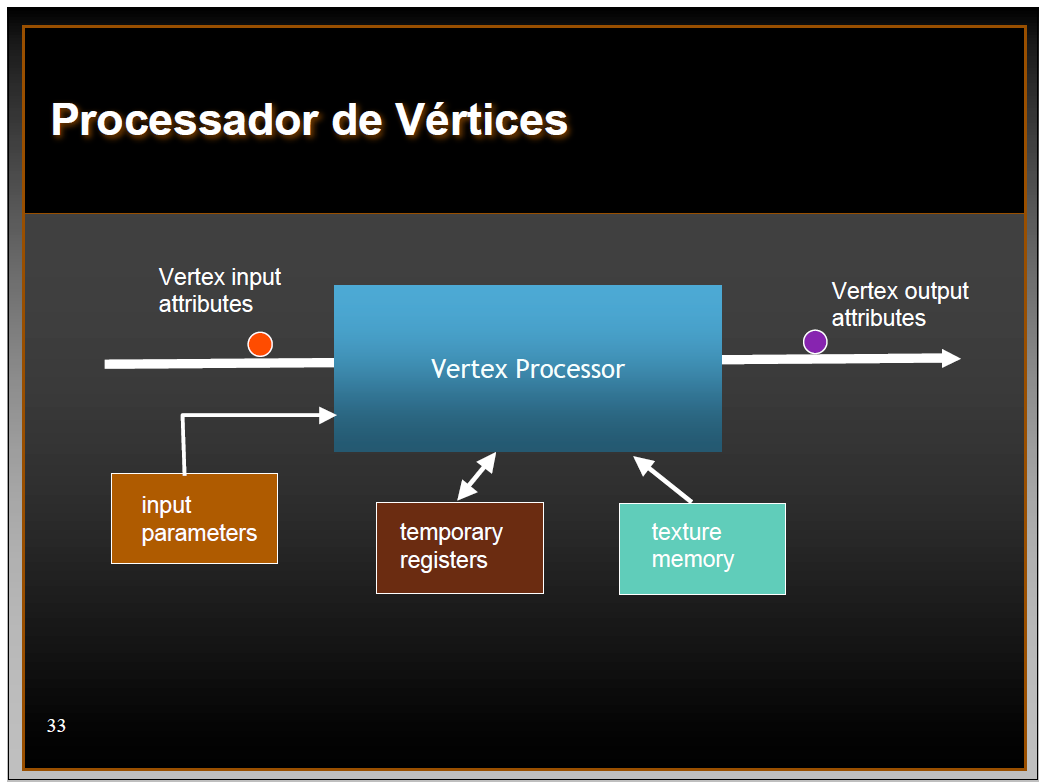 Processador de Vértices
Vertex input
attributes
Vertex output
attributes
Vertex Processor
input
parameters
temporary
registers
texture
memory
33